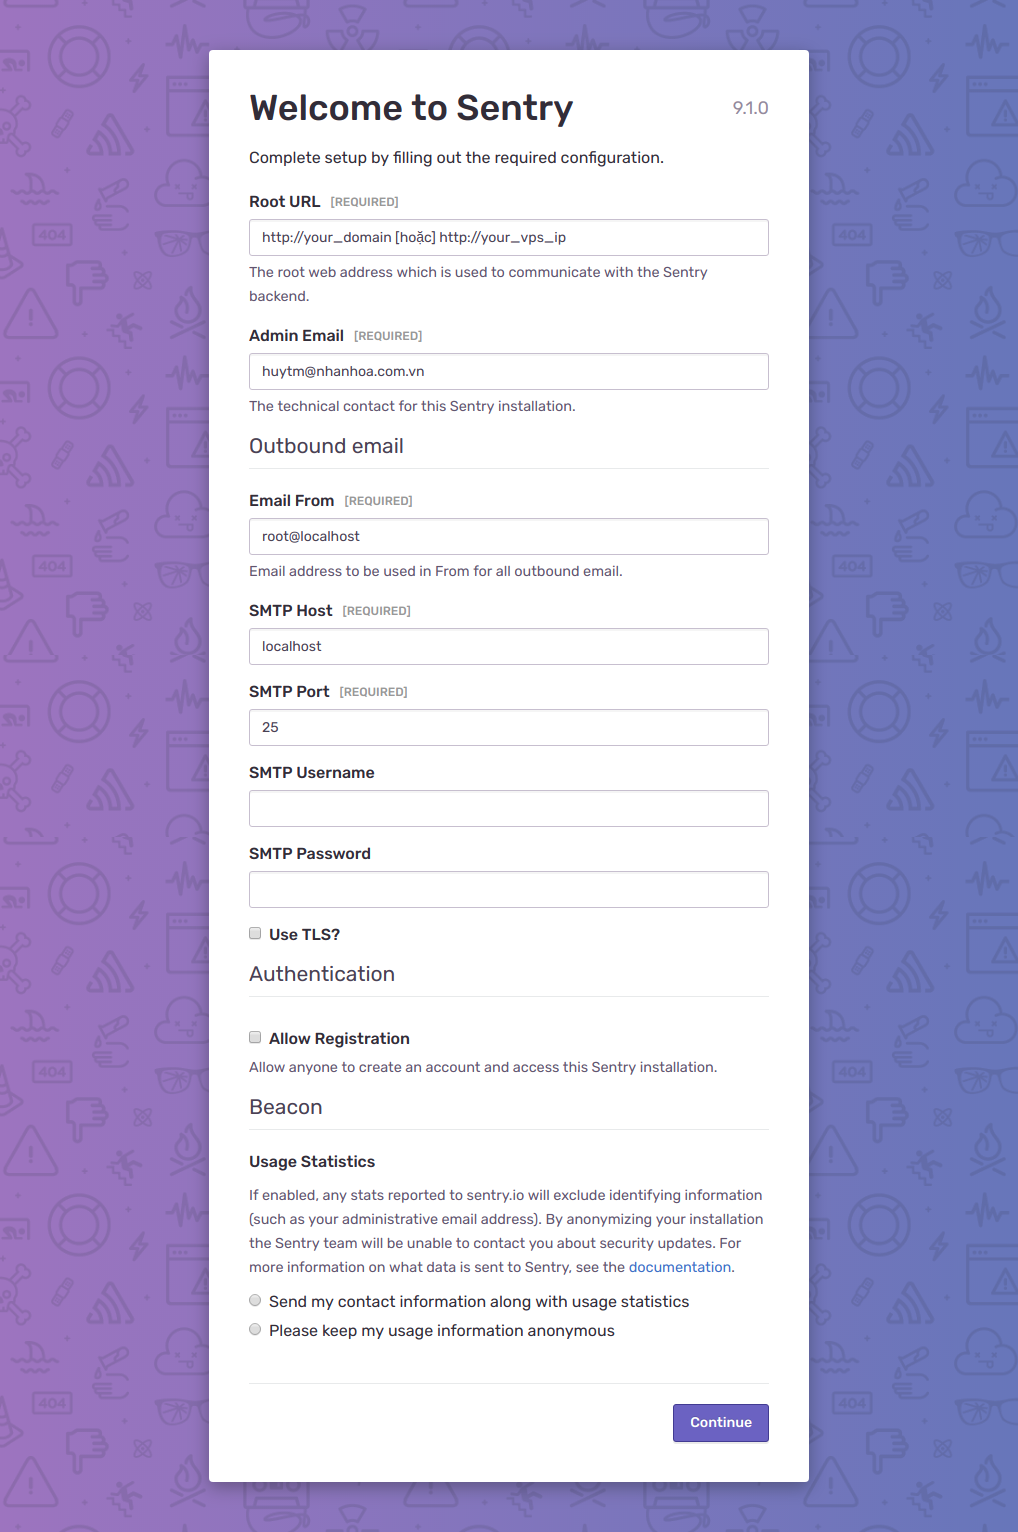 Welcome to Sentry
9.1.0
Complete setup by filling out the required configuration.
Root URL [REQUIRED]
http://your_domain [hoặc] http://your_vps_ip
The root web address which is used to communicate with the Sentry
backend.
Admin Email [REQUIRED]
huytm@nhanhoa.com.vn
The technical contact for this Sentry installation.
Outbound email
Email From [REQUIRED]
root@localhost
Email address to be used in From for all outbound email.
SMTP Host [REQUIRED]
localhost
SMTP Port [REQUIRED]
25
SMTP Username
SMTP Password
Use TLS?
Authentication
Allow Registration
Allow anyone to create an account and access this Sentry installation.
Beacon
Usage Statistics
If enabled, any stats reported to sentry.io will exclude identifying information
(such as your administrative email address). By anonymizing your installation
the Sentry team will be unable to contact you about security updates. For
more information on what data is sent to Sentry, see the documentation.
Send my contact information along with usage statistics
Please keep my usage information anonymous
Continue
404
404
404
404
404
404
404
404